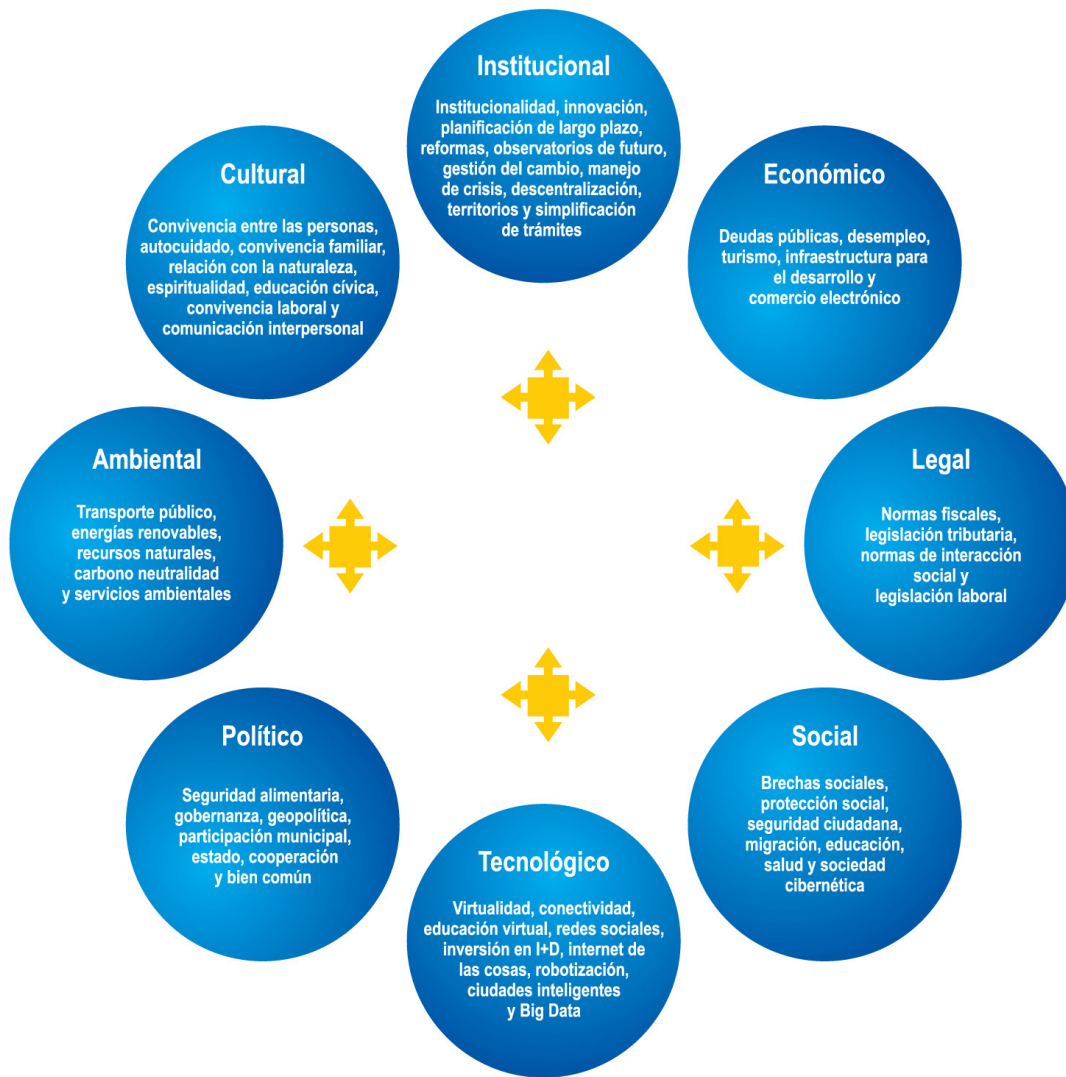 Institucional
Institucionalidad, innovación,
planificación de largo plazo,
reformas, observatorios de futuro,
gestión del cambio, manejo
de crisis, descentralización,
territorios y simplificación
de trámites
Económico
Deudas públicas, desempleo,
turismo, infraestructura para
el desarrollo y
comercio electrónico
Legal
Normas fiscales,
legislación tributaria,
normas de interacción
social y
legislación laboral
Social
Brechas sociales,
protección social,
seguridad ciudadana,
migración, educación,
salud y sociedad
cibernética
Tecnológico
Virtualidad, conectividad,
educación virtual, redes sociales,
inversión en I+D, internet de
las cosas, robotización,
ciudades inteligentes
y Big Data
Político
Seguridad alimentaria,
gobernanza, geopolítica,
participación municipal,
estado, cooperación
y bien común
Ambiental
Transporte público,
energías renovables,
recursos naturales,
carbono neutralidad
y servicios ambientales
Cultural
Convivencia entre las personas,
autocuidado, convivencia familiar,
relación con la naturaleza,
espiritualidad, educación cívica,
convivencia laboral y
comunicación interpersonal